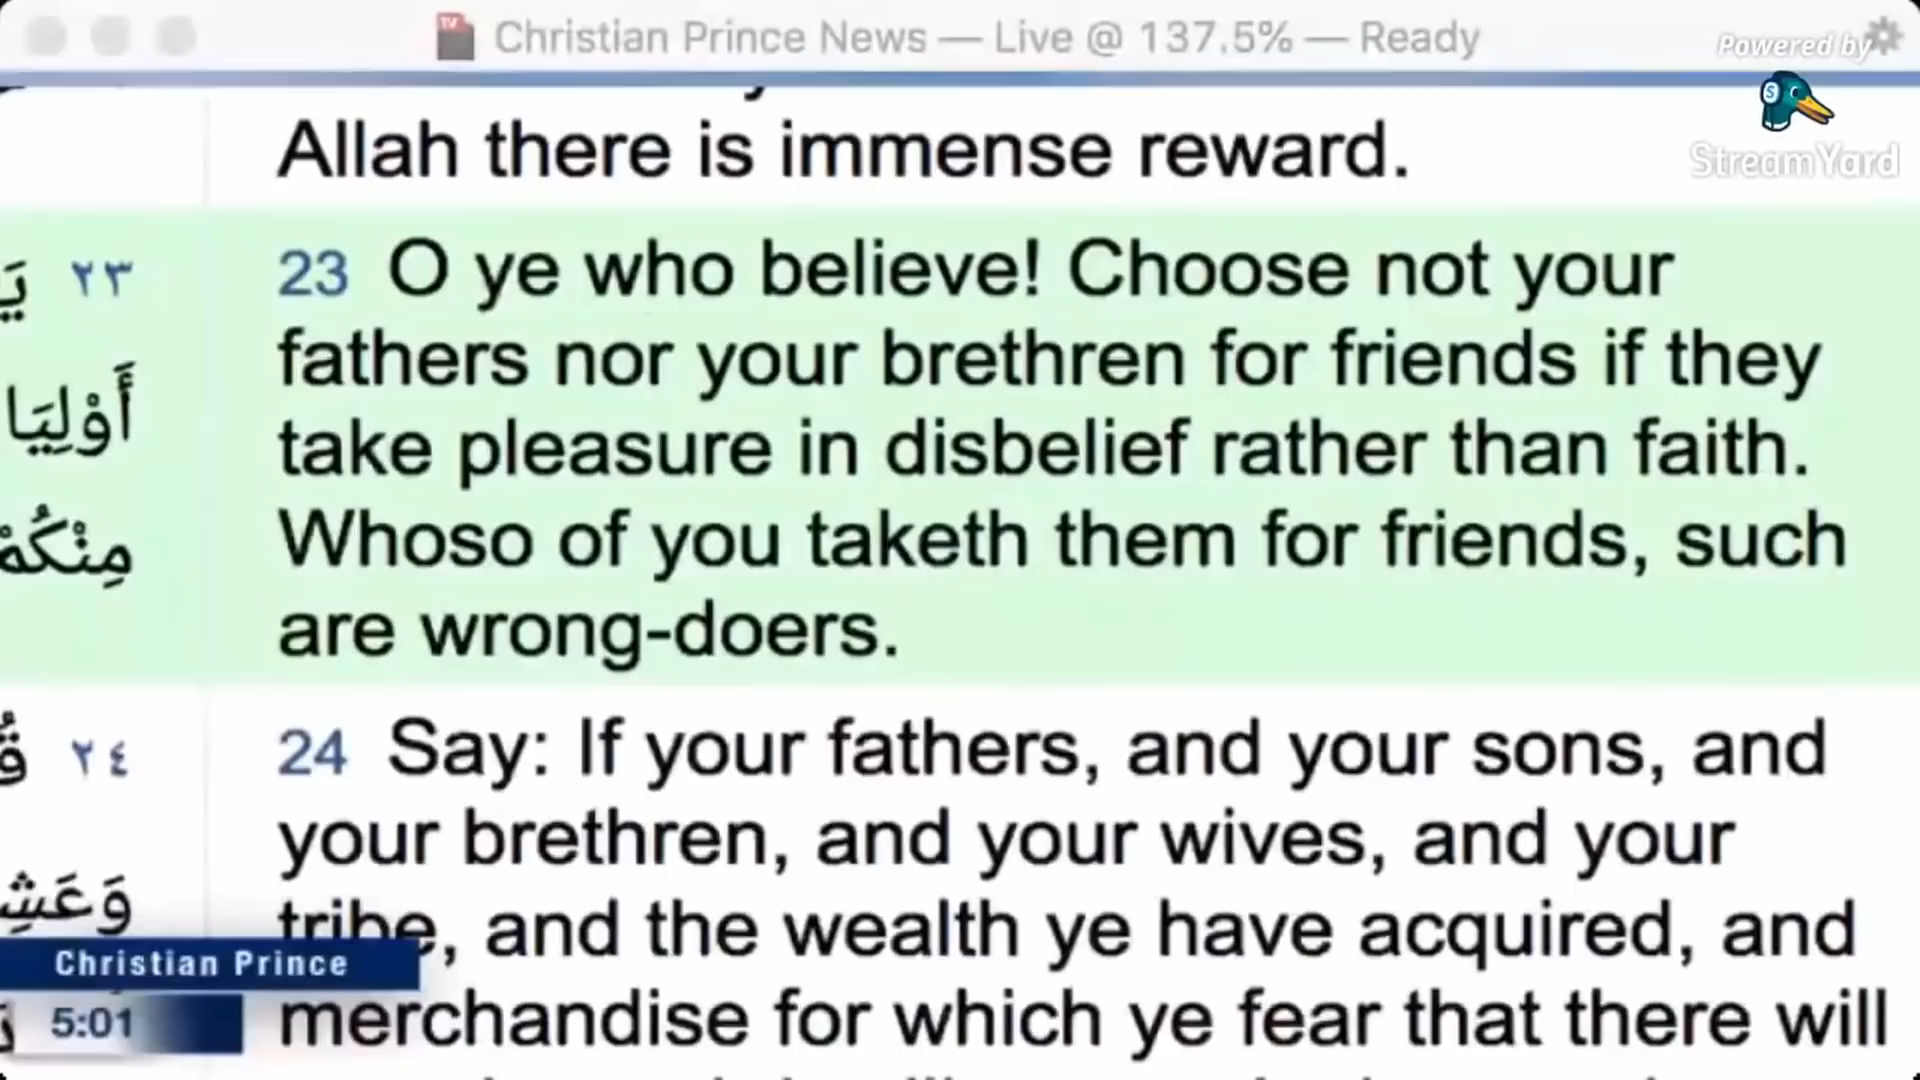 Christian Prince News — Live @ 137.5% — Ready
Powered by
StreamYard
Allah there is immense reward.
٢٣
23 O ye who believe! Choose not your
fathers nor your brethren for friends if they
أَوْلِيَا
take pleasure in disbelief rather than faith.
مِنْكُمْ
Whoso of you taketh them for friends, such
are wrong-doers.
٢٤
24 Say: If your fathers, and your sons, and
your brethren, and your wives, and your
وَعَشِ
tribe, and the wealth ye have acquired, and
Christian Prince
5:01
merchandise for which ye fear that there will